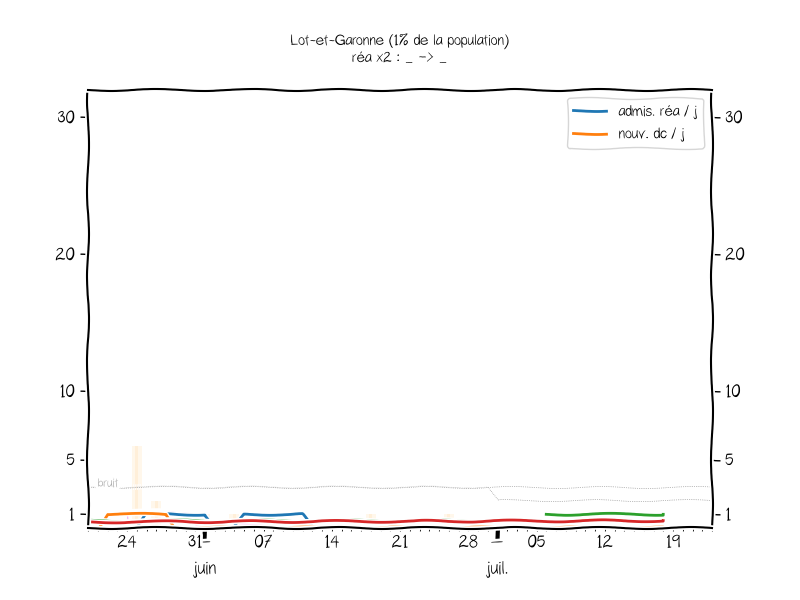 Lot-et-Garonne (1% de la population)
réa x2 : _ -> _
admis. réa / j
nouv. dc / j
30
30
20
20
10
10
5
5
bruit
1
1
24 31 07 14 21 28 05 12 19
juin juil.